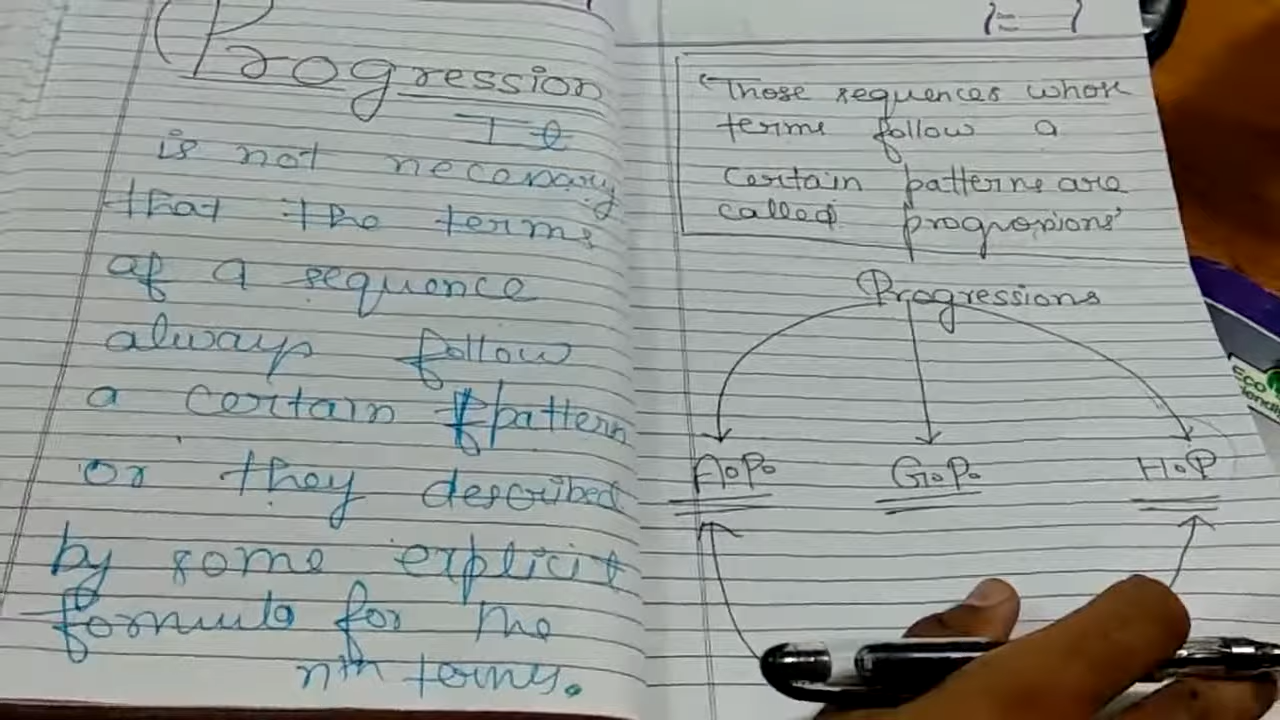 Progression
It
is not necessary
that the terms
of a sequence
always follow
a certain pattern
or they described
by some explicit
formula for the
nth terms.
"Those sequences whose
terms follow a
certain patterns are
called progressions"
Progressions
A.P. G.P. H.P
Eco